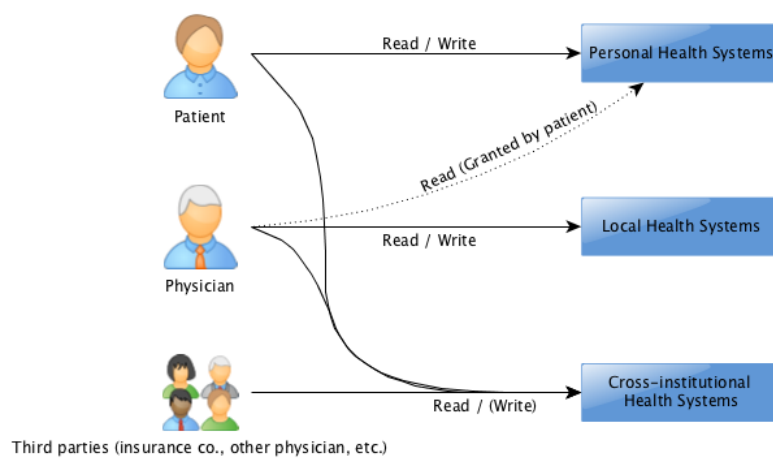 Read / Write
Personal Health Systems
Patient
Read (Granted by patient)
Local Health Systems
Read / Write
Physician
Cross-institutional
Health Systems
Read / (Write)
Third parties (insurance co., other physician, etc.)